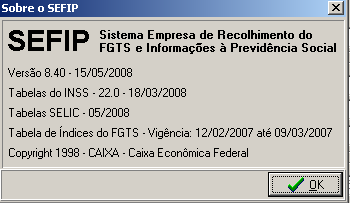 Sobre o SEFIP
SEFIP
Sistema Empresa de Recolhimento do
FGTS e Informações à Previdência Social
Versão 8.40 - 15/05/2008
Tabelas do INSS - 22.0 - 18/03/2008
Tabelas SELIC - 05/2008
Tabela de Índices do FGTS - Vigência: 12/02/2007 até 09/03/2007
Copyright 1998 - CAIXA - Caixa Econômica Federal
OK